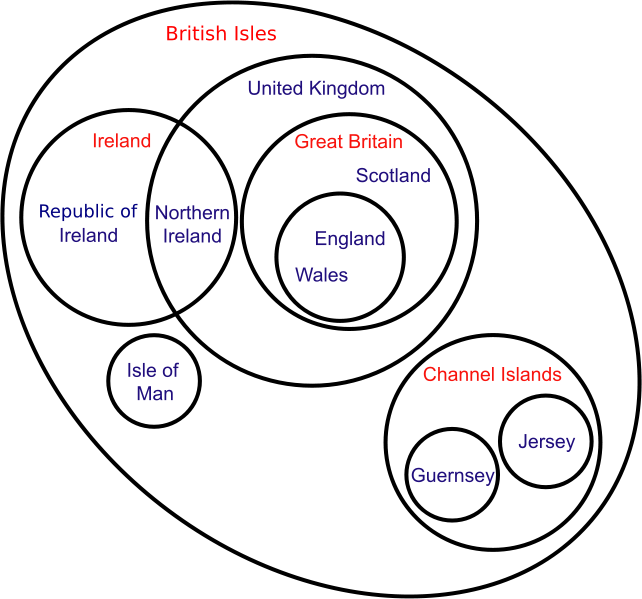 British Isles
United Kingdom
Ireland
Great Britain
Scotland
Republic of
Ireland
Northern
Ireland
England
Wales
Isle of
Man
Channel Islands
Jersey
Guernsey